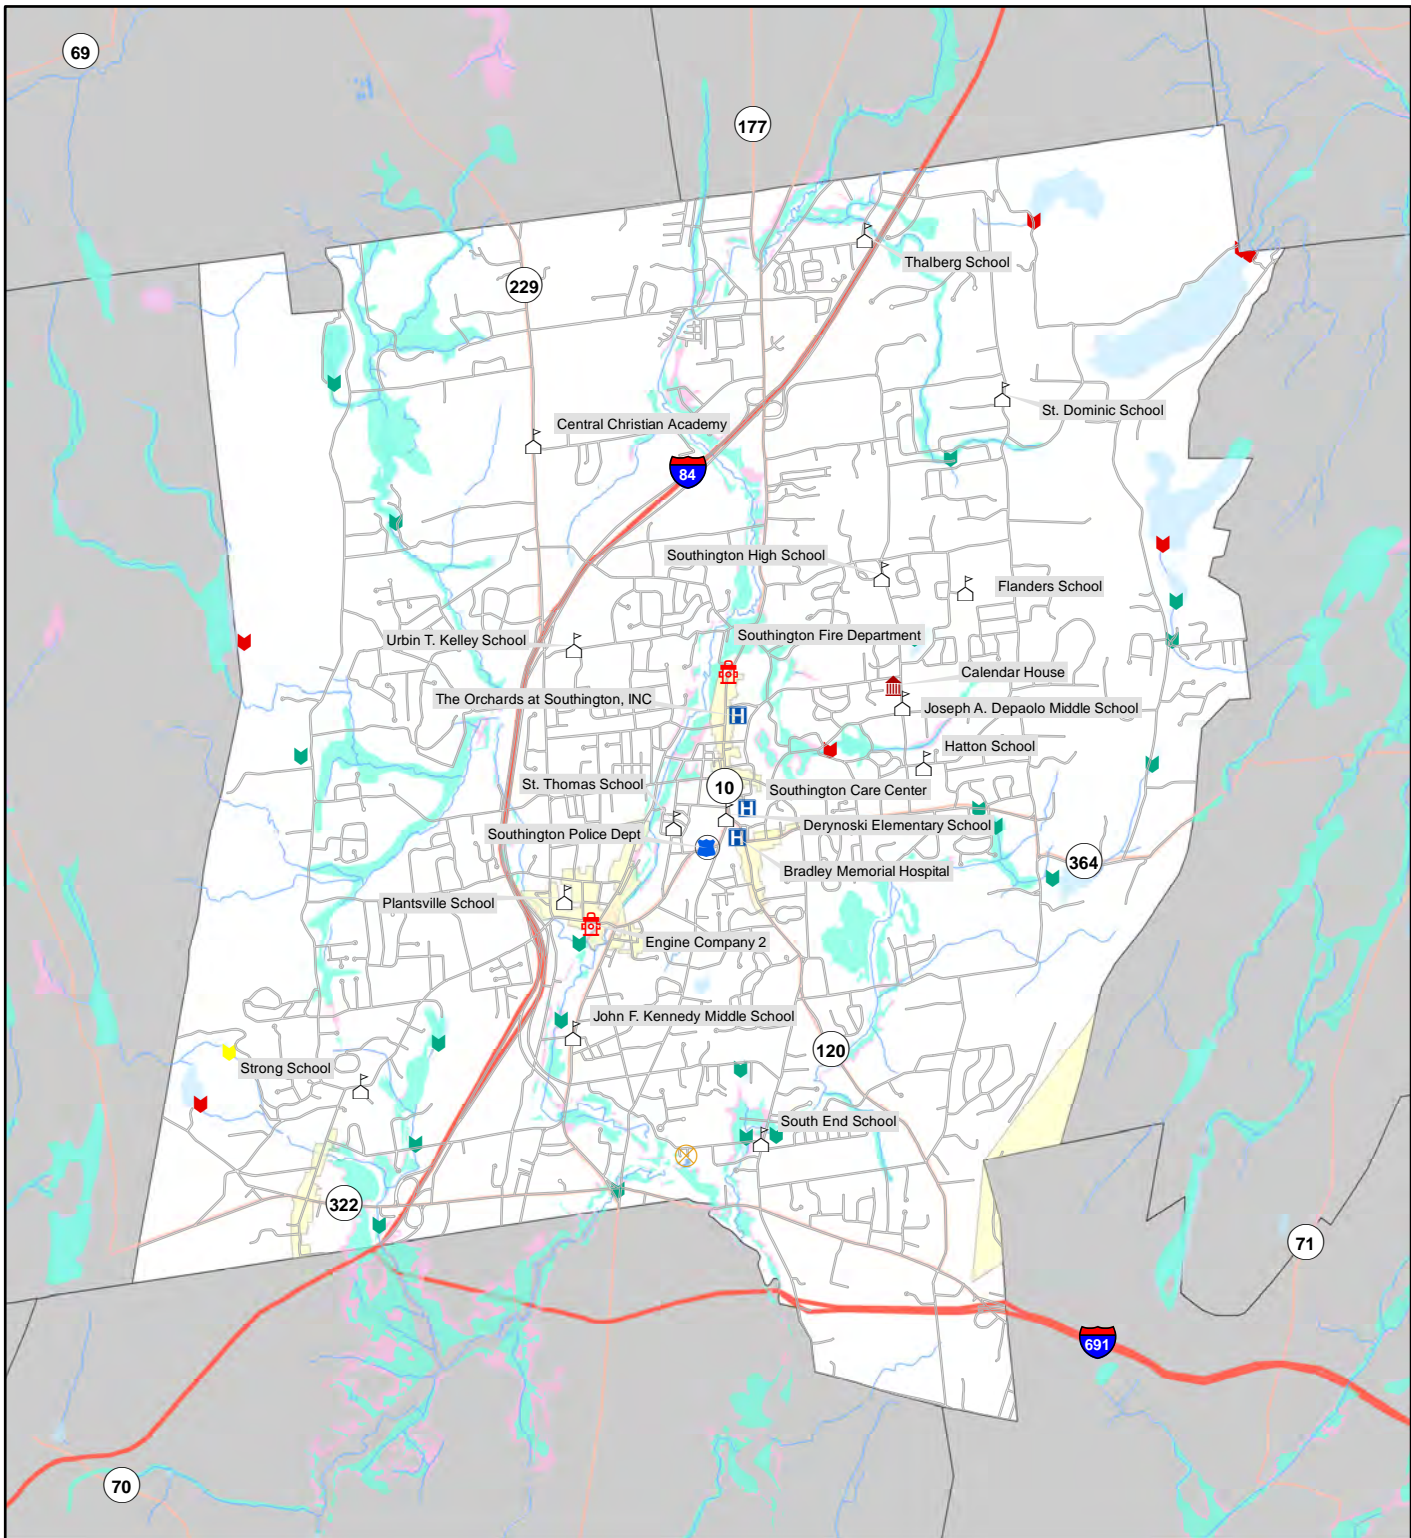 69
177
Thalberg School
229
St. Dominic School
Central Christian Academy
84
Southington High School
Flanders School
Southington Fire Department
Urbin T. Kelley School
Calendar House
The Orchards at Southington, INC
Joseph A. Depaolo Middle School
Hatton School
St. Thomas School
10
Southington Care Center
Southington Police Dept
Derynoski Elementary School
364
Bradley Memorial Hospital
Plantsville School
Engine Company 2
John F. Kennedy Middle School
120
Strong School
South End School
322
71
691
70
H
H
H